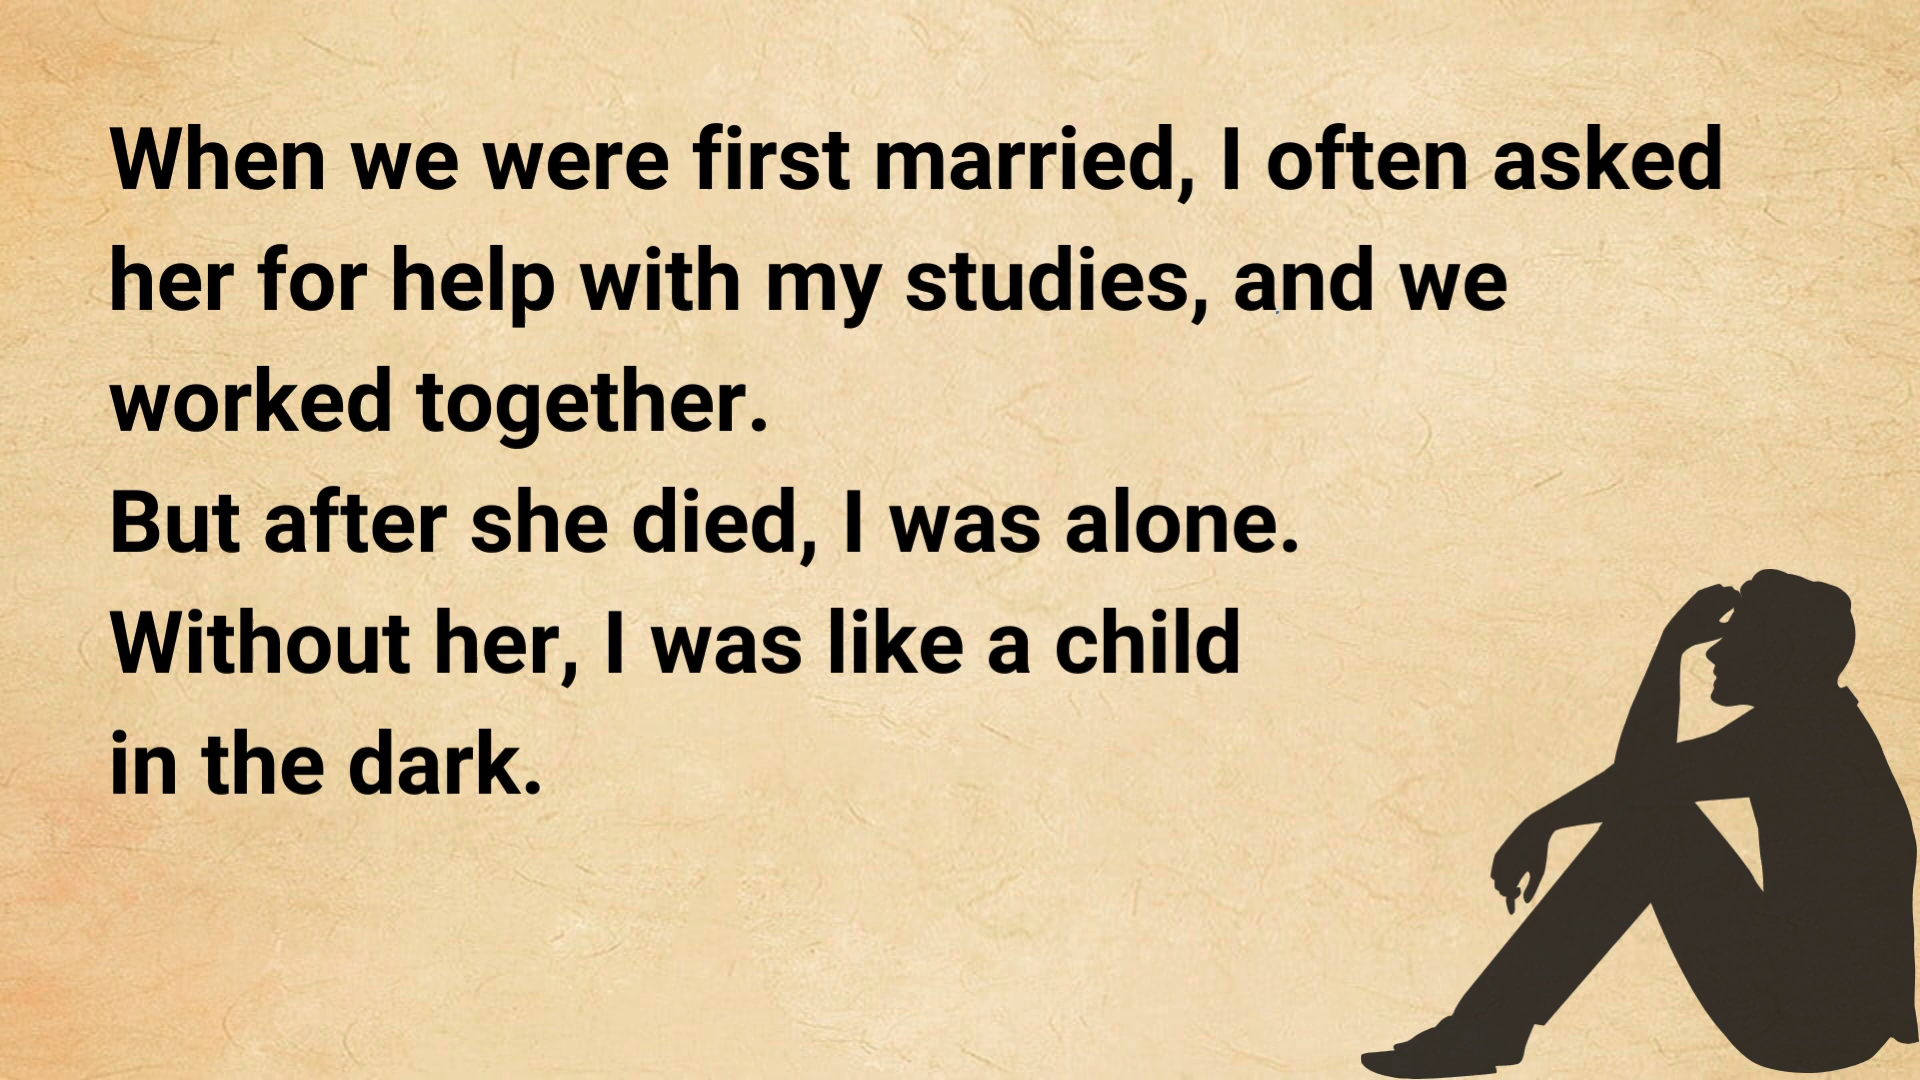 When we were first married, I often asked
her for help with my studies, and we
worked together.
But after she died, I was alone.
Without her, I was like a child
in the dark.